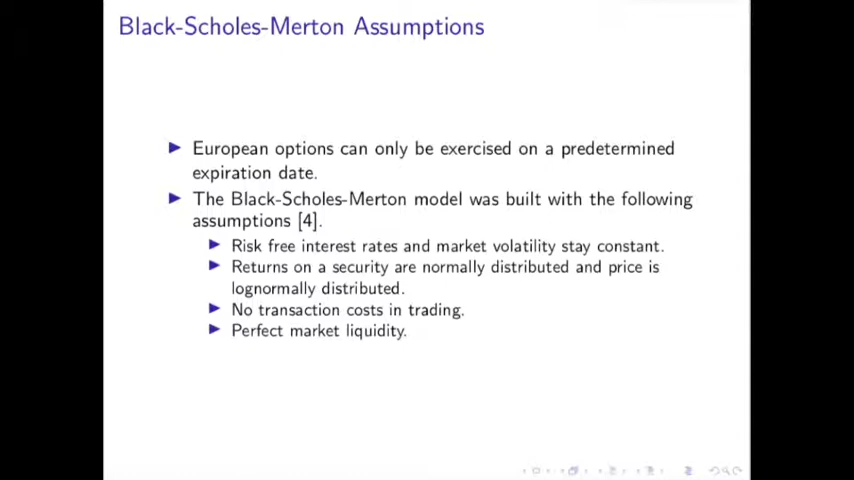 Black-Scholes-Merton Assumptions
European options can only be exercised on a predetermined
expiration date.
The Black-Scholes-Merton model was built with the following
assumptions [4].
Risk free interest rates and market volatility stay constant.
Returns on a security are normally distributed and price is
lognormally distributed.
No transaction costs in trading.
Perfect market liquidity.